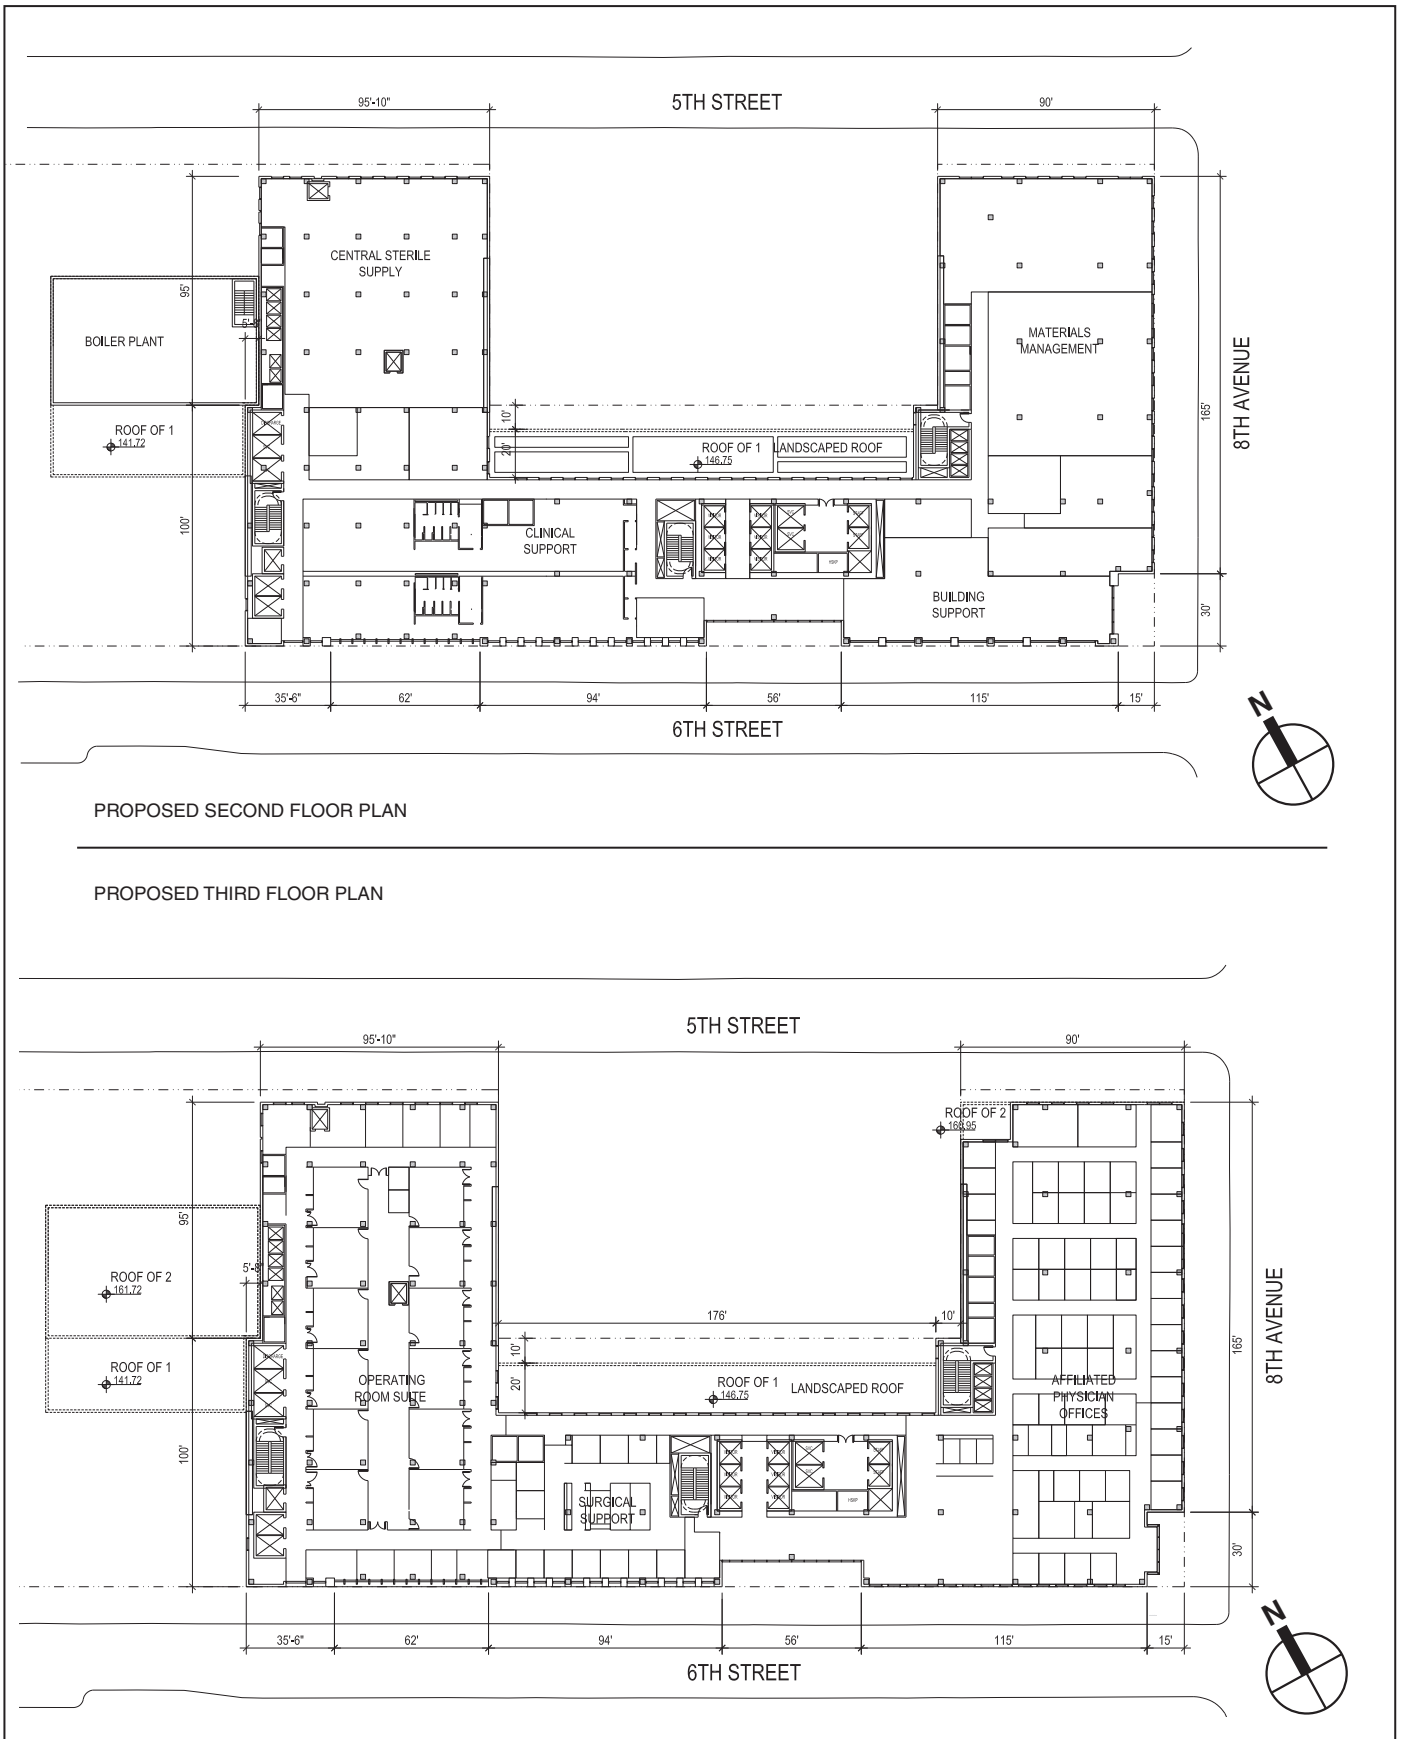 5TH STREET
95'-10"
90'
CENTRAL STERILE
SUPPLY
95'
5'-8"
BOILER PLANT
MATERIALS
MANAGEMENT
8TH AVENUE
165'
ROOF OF 1
141.72
10'
20'
ROOF OF 1
146.75
LANDSCAPED ROOF
100'
CLINICAL
SUPPORT
HSKP
BUILDING
SUPPORT
30'
35'-6"
62'
94'
56'
115'
15'
6TH STREET
N
PROPOSED SECOND FLOOR PLAN
PROPOSED THIRD FLOOR PLAN
5TH STREET
95'-10"
90'
ROOF OF 2
95'
5'-8"
ROOF OF 2
161.72
176'
10'
8TH AVENUE
165'
10'
20'
ROOF OF 1
141.72
OPERATING
ROOM SUITE
ROOF OF 1
146.75
LANDSCAPED ROOF
AFFILIATED
PHYSICIAN
OFFICES
100'
SURGICAL
SUPPORT
HSKP
30'
35'-6"
62'
94'
56'
115'
15'
6TH STREET
N